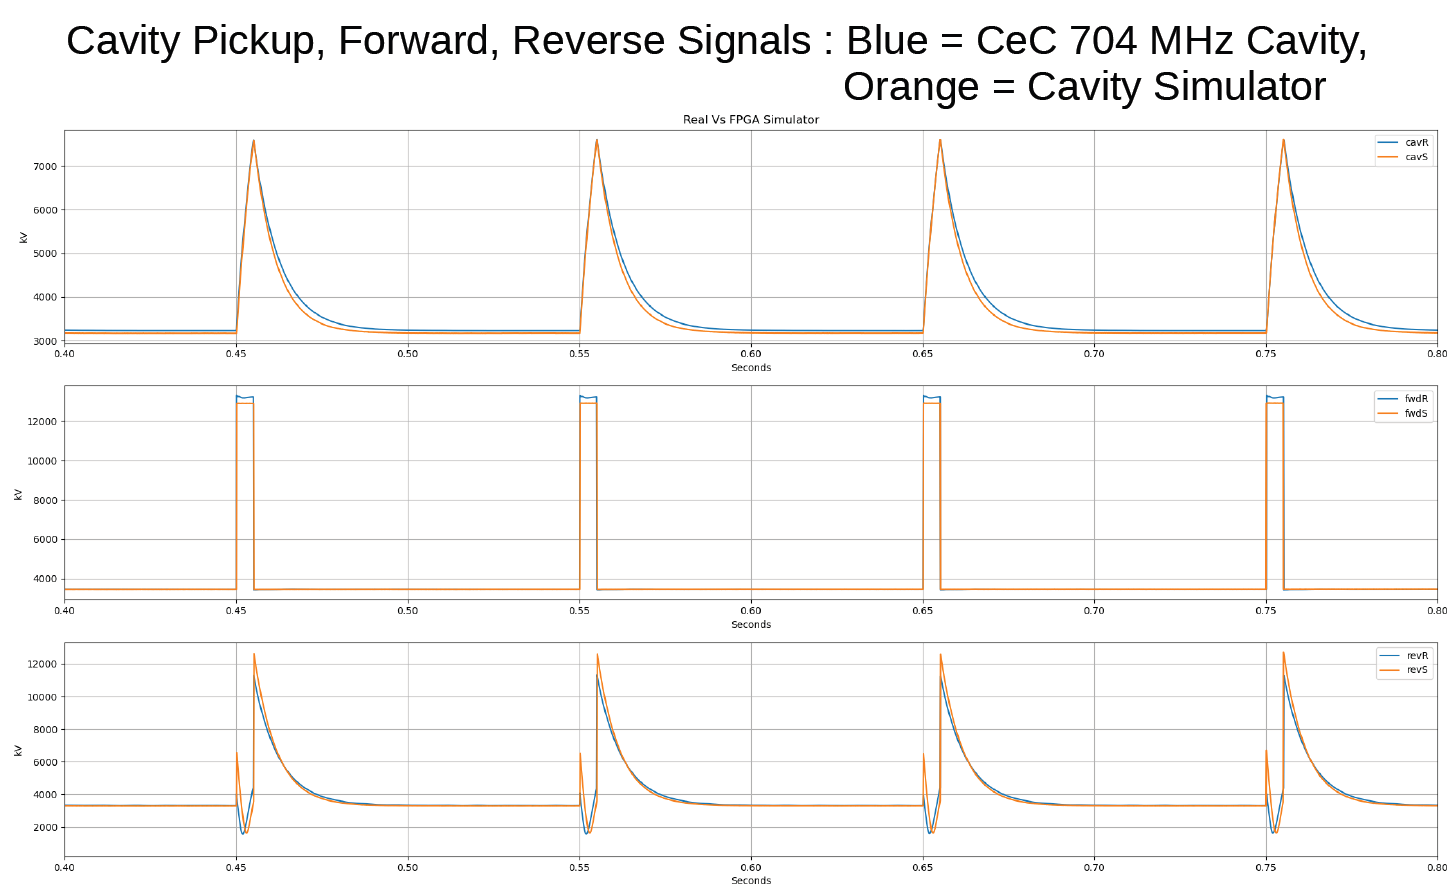 Cavity Pickup, Forward, Reverse Signals : Blue = CeC 704 MHz Cavity,
Orange = Cavity Simulator
Real Vs FPGA Simulator
cavR
cavS
7000
6000
5000
4000
3000
kV
0.40 0.45 0.50 0.55 0.60 0.65 0.70 0.75 0.80
Seconds
fwdR
fwdS
12000
10000
8000
6000
4000
kV
0.40 0.45 0.50 0.55 0.60 0.65 0.70 0.75 0.80
Seconds
revR
revS
12000
10000
8000
6000
4000
2000
kV
0.40 0.45 0.50 0.55 0.60 0.65 0.70 0.75 0.80
Seconds